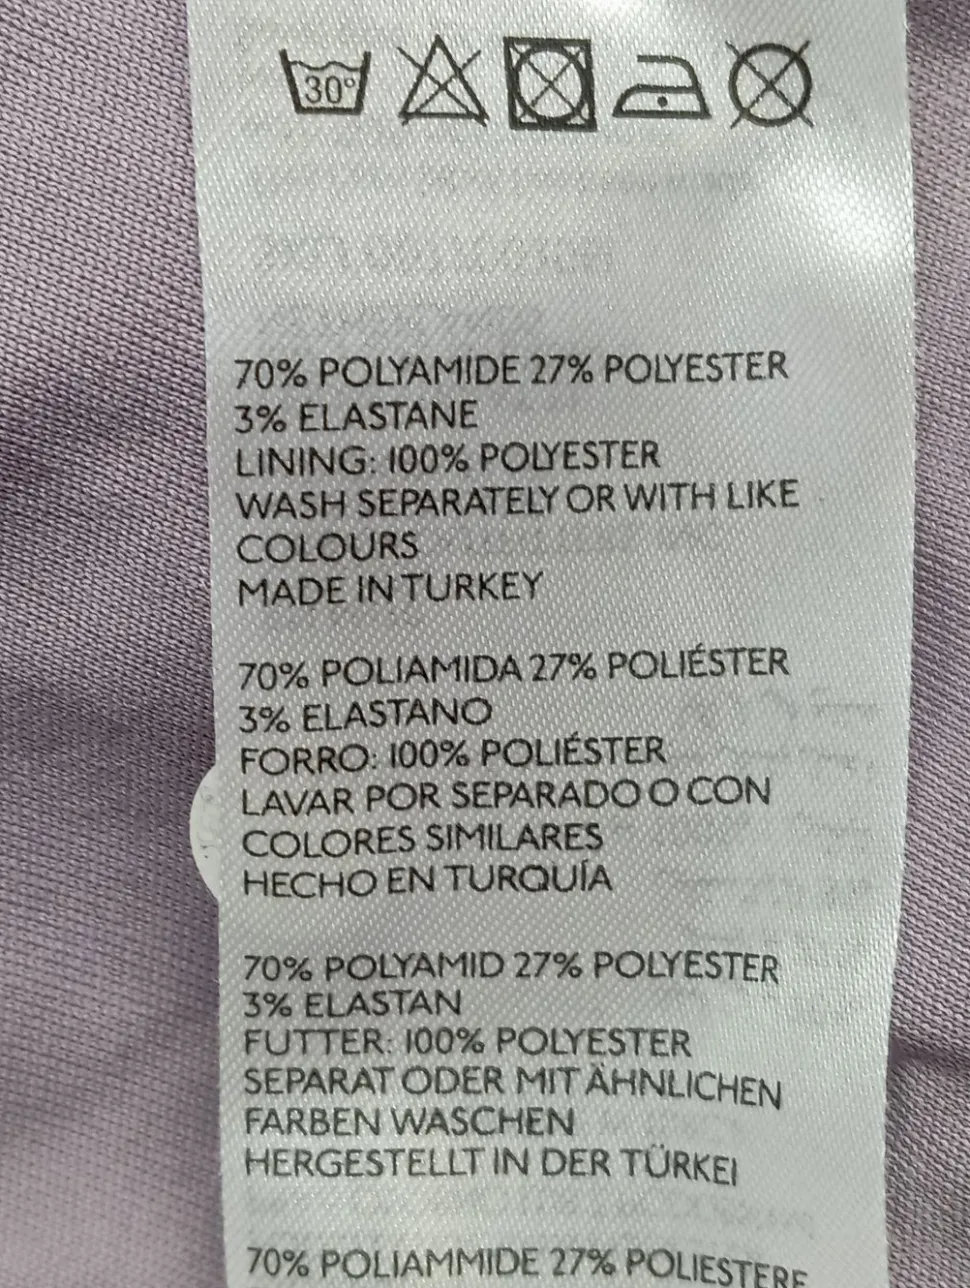 30°
70% POLYAMIDE 27% POLYESTER
3% ELASTANE
LINING: 100% POLYESTER
WASH SEPARATELY OR WITH LIKE
COLOURS
MADE IN TURKEY
70% POLIAMIDA 27% POLIÉSTER
3% ELASTANO
FORRO: 100% POLIÉSTER
LAVAR POR SEPARADO O CON
COLORES SIMILARES
HECHO EN TURQUÍA
70% POLYAMID 27% POLYESTER
3% ELASTAN
FUTTER: 100% POLYESTER
SEPARAT ODER MIT ÄHNLICHEN
FARBEN WASCHEN
HERGESTELLT IN DER TÜRKEI
70% POLIAMMIDE 27% POLIESTERE